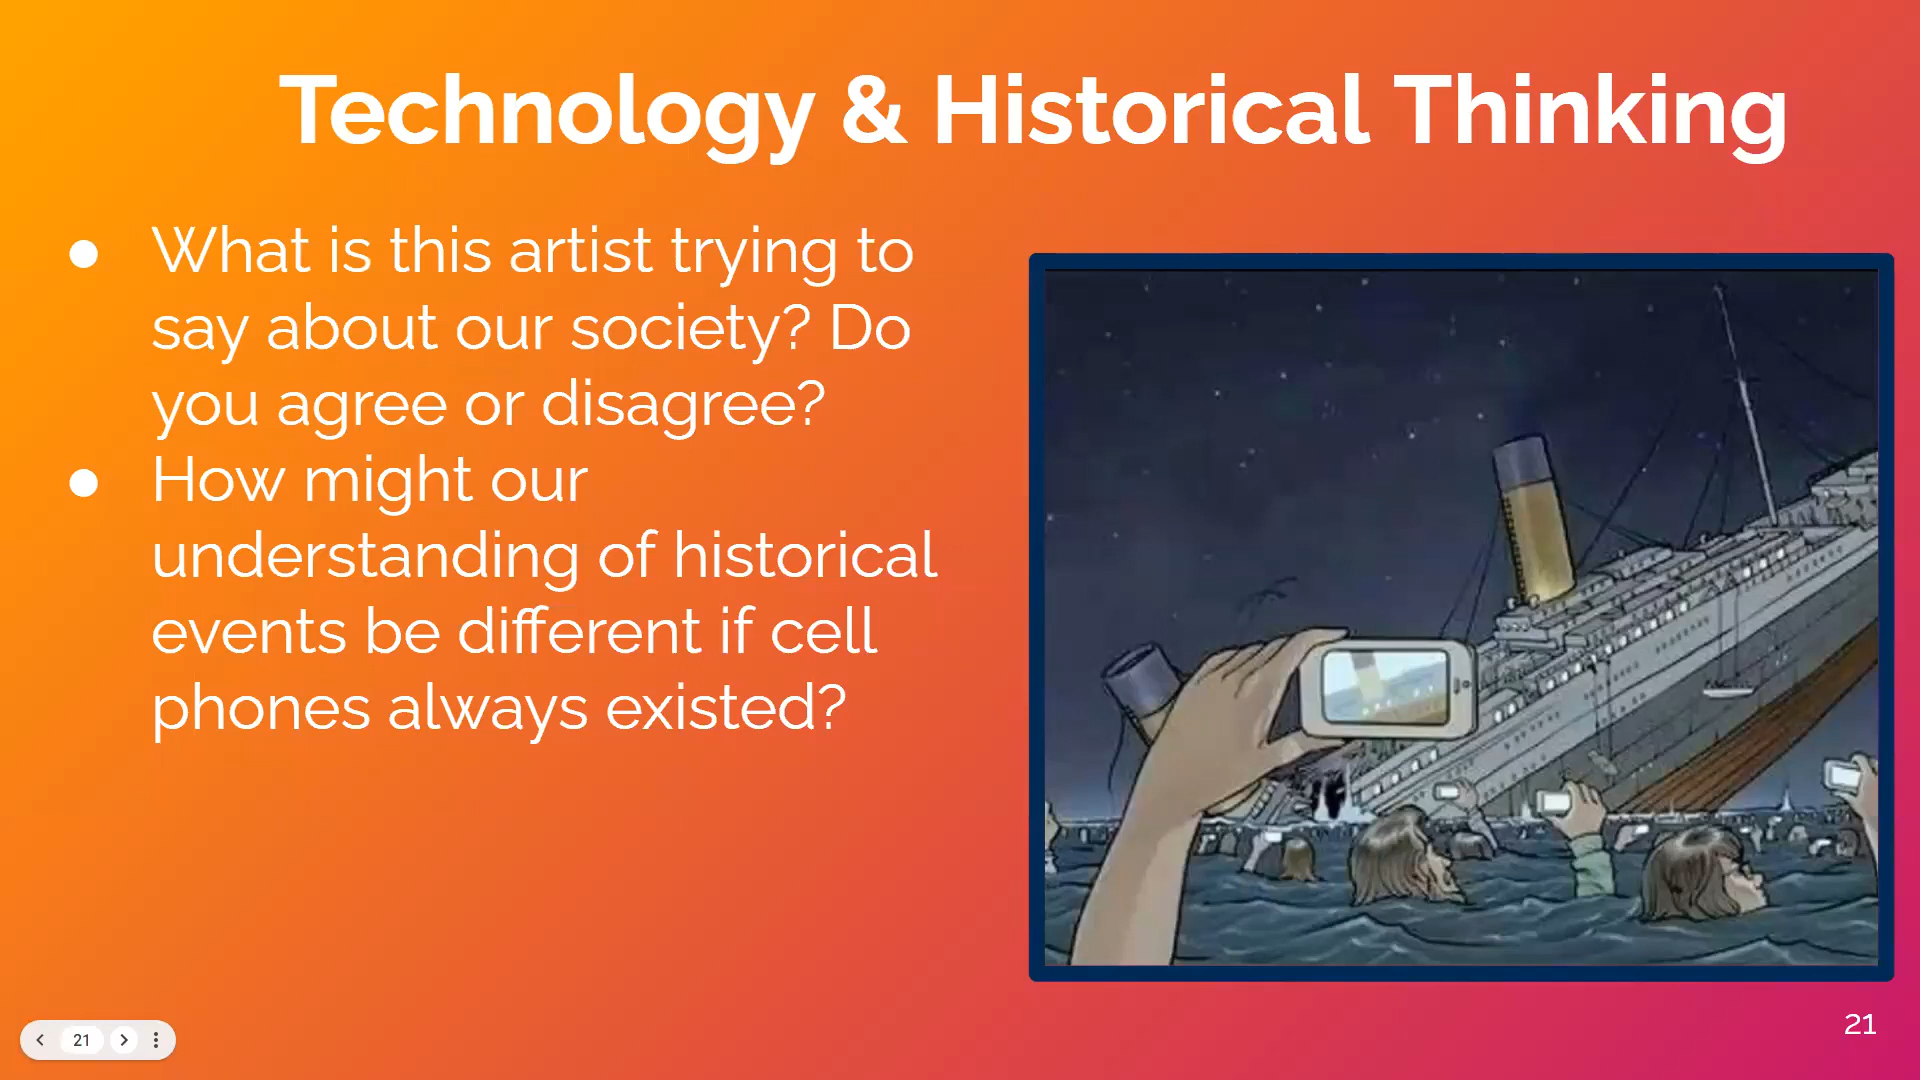 Technology & Historical Thinking
● What is this artist trying to
say about our society? Do
you agree or disagree?
● How might our
understanding of historical
events be different if cell
phones always existed?
21
21